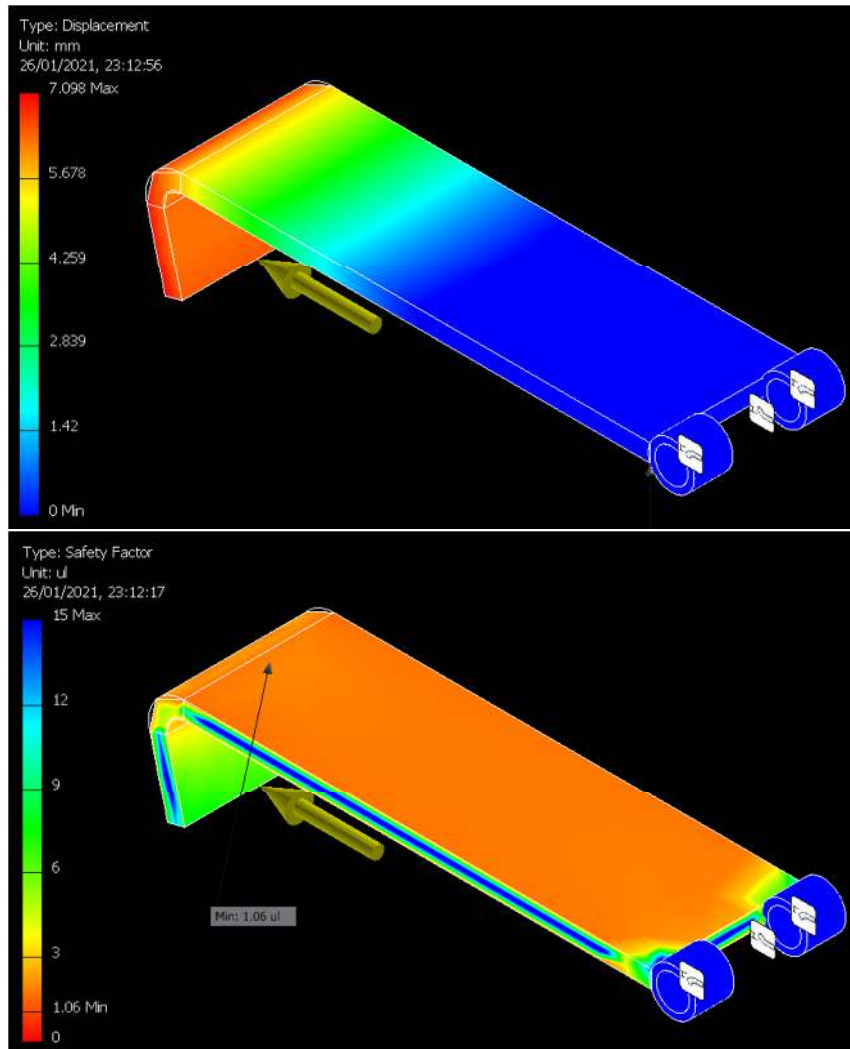 Type: Displacement
Unit: mm
26/01/2021, 23:12:56
7.098 Max
5.678
4.259
2.839
1.42
0 Min
Type: Safety Factor
Unit: ul
26/01/2021, 23:12:17
15 Max
12
9
6
Min: 1.06 ul
3
1.06 Min
0